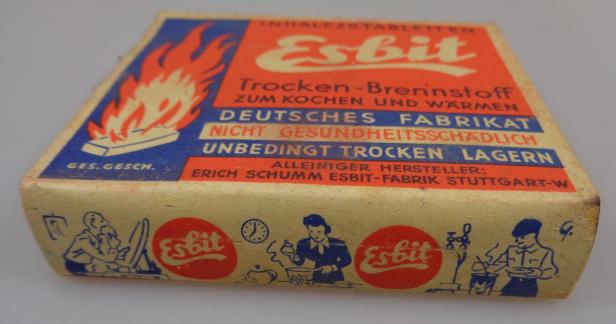 INHALT: 20 TABLETTEN
Esbit
Trocken-Brennstoff
ZUM KOCHEN UND WÄRMEN
DEUTSCHES FABRIKAT
NICHT GESUNDHEITSSCHÄDLICH
UNBEDINGT TROCKEN LAGERN
ALLEINIGER HERSTELLER:
ERICH SCHUMM ESBIT-FABRIK STUTTGART-W
GES. GESCH.
Esbit
Esbit